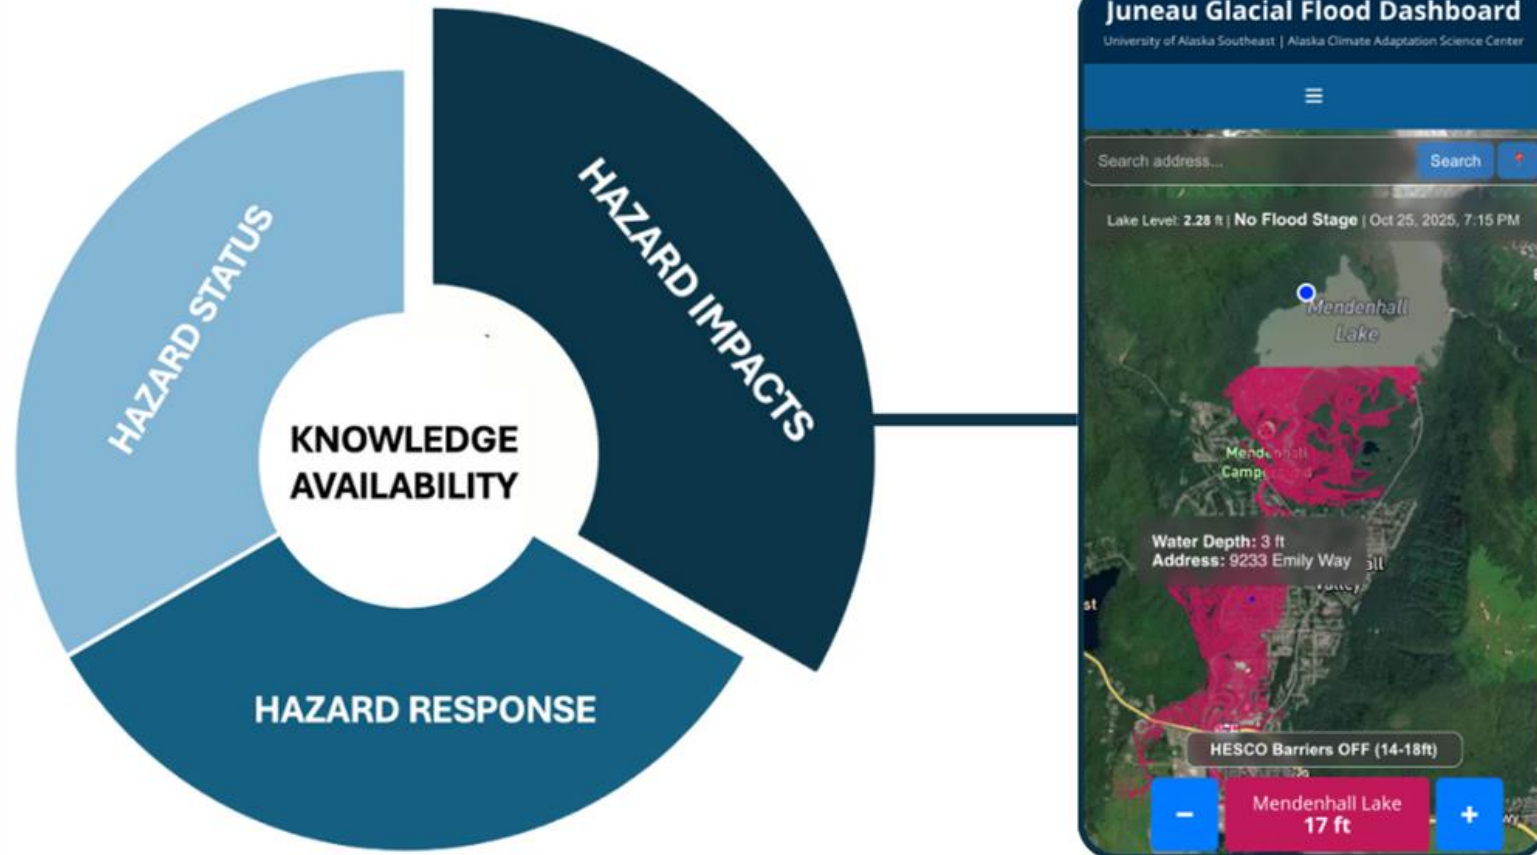 HAZARD STATUS
HAZARD IMPACTS
KNOWLEDGE
AVAILABILITY
HAZARD RESPONSE
Juneau Glacial Flood Dashboard
University of Alaska Southeast | Alaska Climate Adaptation Science Center
Search address...
Search
Lake Level: 2.28 ft | No Flood Stage | Oct 25, 2025, 7:15 PM
Mendenhall
Lake
Mendenhall
Campground
Water Depth: 3 ft
Address: 9233 Emily Way
all
Valley
st
HESCO Barriers OFF (14-18ft)
−
Mendenhall Lake
17 ft
+